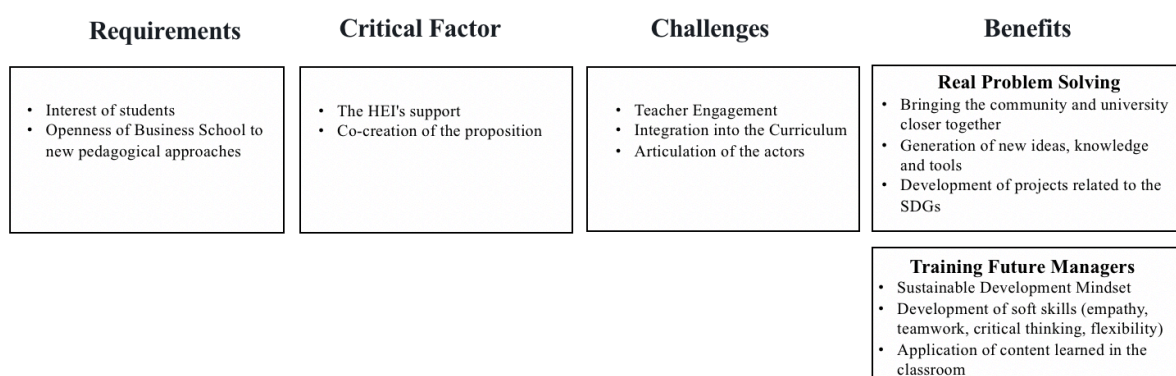 Requirements
Critical Factor
Challenges
Benefits
• Interest of students
• Openness of Business School to
new pedagogical approaches
• The HEI's support
• Co-creation of the proposition
• Teacher Engagement
• Integration into the Curriculum
• Articulation of the actors
Real Problem Solving
• Bringing the community and university
closer together
• Generation of new ideas, knowledge
and tools
• Development of projects related to the
SDGs
Training Future Managers
• Sustainable Development Mindset
• Development of soft skills (empathy,
teamwork, critical thinking, flexibility)
• Application of content learned in the
classroom